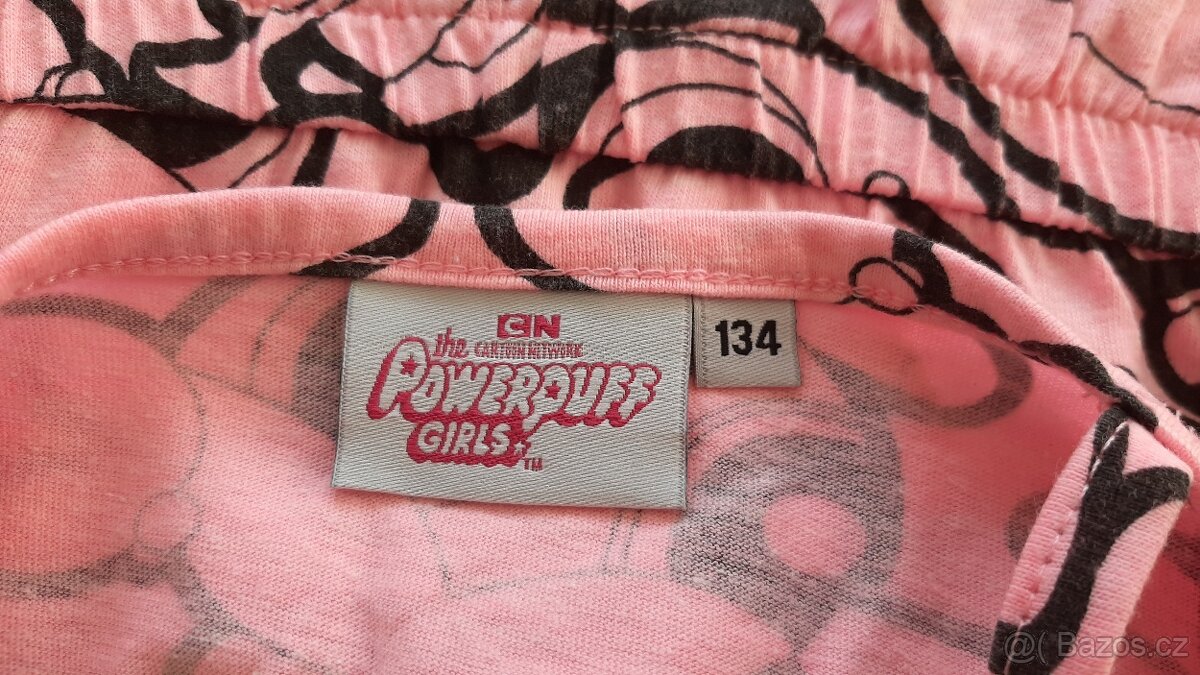 CN
CARTOON NETWORK
the
POWERPUFF
GIRLS
TM
134
@( Bazos.cz